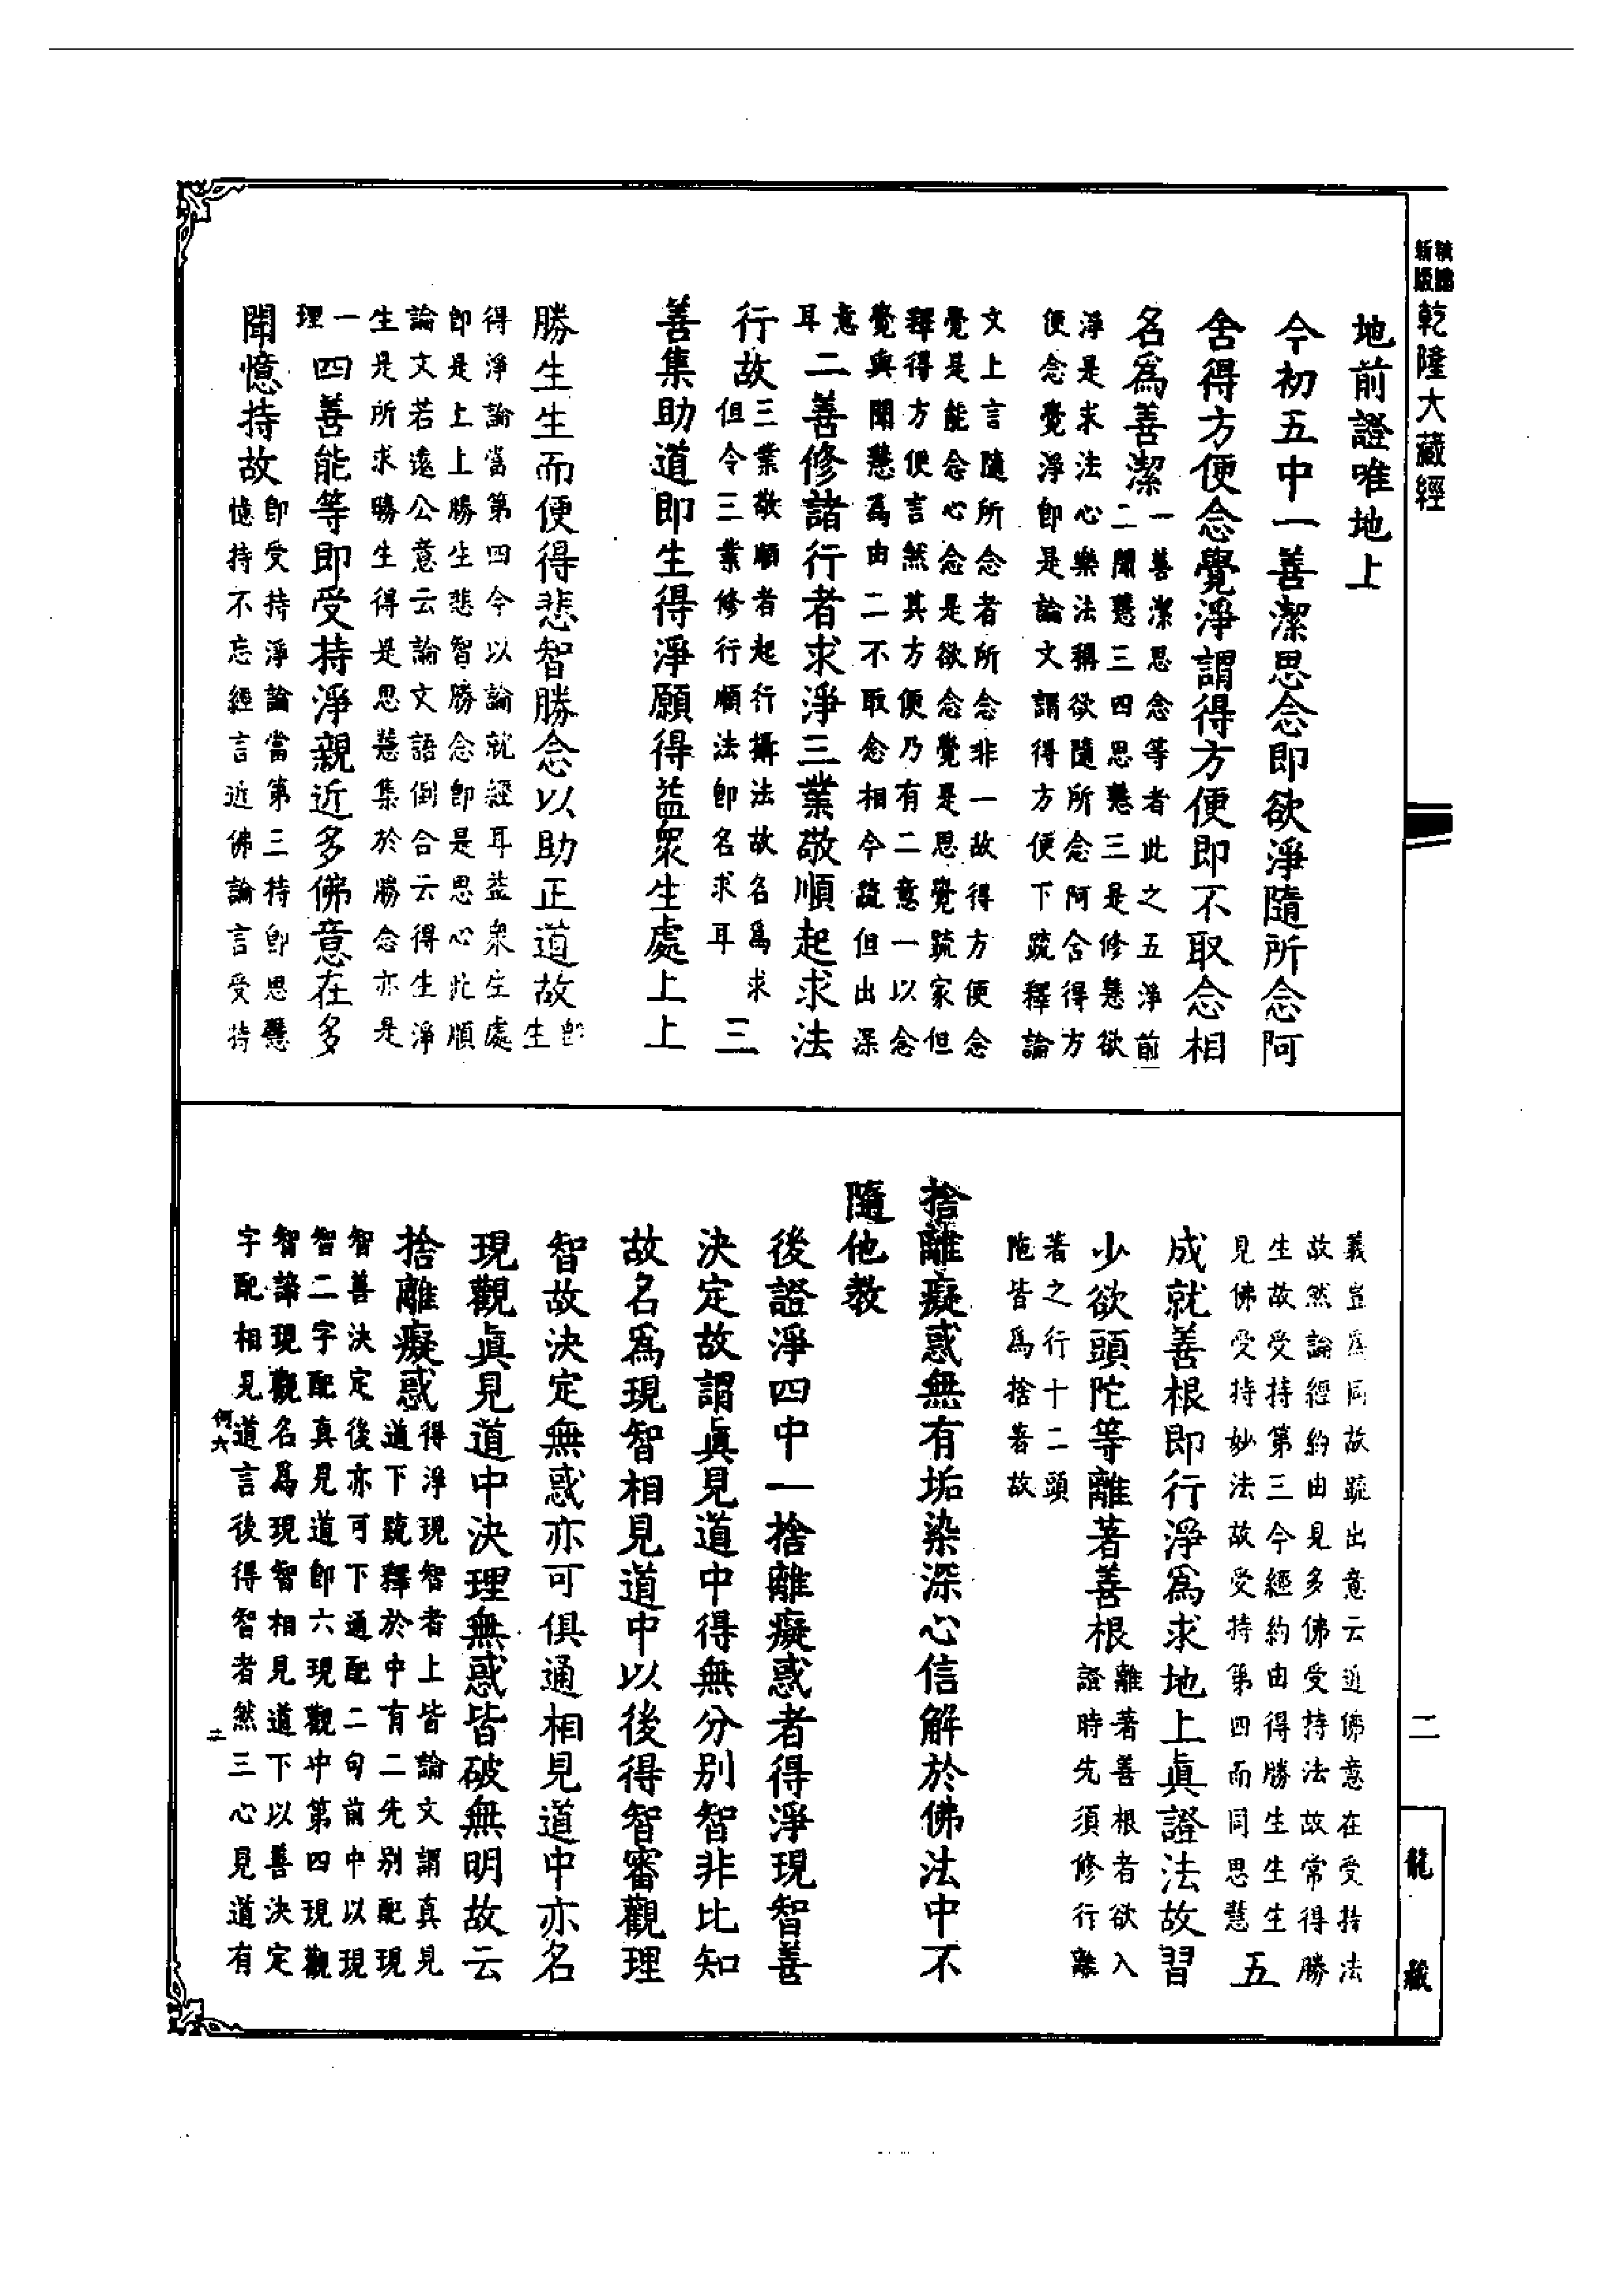 新版
精縮
乾隆大藏經
二
龍藏
地前證唯地上
今初五中一善潔思念即欲淨隨所念阿
舍得方便念覺淨謂得方便即不取念相
名爲善潔
一善潔思念等者此之五淨前
二聞慧三四思慧三是修慧欲
淨是求法心樂法稱欲隨所念阿含得方
便念覺淨即是論文謂得方便下疏釋論
文上言隨所念者所念非一故得方便念
覺是能念心念是欲念覺是思覺疏家但
釋得方便言然其方便乃有二意一以念
覺與聞慧爲由二不取念相今疏但出深
意
耳
二善修諸行者求淨三業敬順起求法
行故
三業敬順者起行攝法故名爲求
但令三業修行順法即名求耳
三
善集助道即生得淨願得益衆生處上上
勝生生而便得悲智勝念以助正道故
即
生
得淨論當第四今以論就經耳益衆生處
即是上上勝生悲智勝念即是思心此順
論文若遠公意云論文語倒合云得生淨
生是所求勝生得是思慧集於勝念亦是
一
理
四善能等即受持淨親近多佛意在多
聞憶持故
即受持淨論當第三持即思慧
憶持不忘經言近佛論言受持
義豈爲同故疏出意云近佛意在受持法
故然論經約由見多佛受持法故常得勝
生故受持第三今經約由得勝生生生生
見佛受持妙法故受持第四而同思慧
五
成就善根即行淨爲求地上眞證法故習
少欲頭陀等離著善根
離著善根者欲入
證時先須修行離
著之行十二頭
陁皆爲捨著故
捨離癡惑無有垢染深心信解於佛法中不
隨他教
後證淨四中一捨離癡惑者得淨現智善
決定故謂眞見道中得無分別智非比知
故名爲現智相見道中以後得智審觀理
智故決定無惑亦可俱通相見道中亦名
現觀眞見道中決理無惑皆破無明故云
捨離癡惑
得淨現智者上皆論文謂真見
道下疏釋於中有二先別配現
智善決定後亦可下通配二句前中以現
智二字配真見道即六現觀中第四現觀
智諦現觀名爲現智相見道下以善決定
字配相見道言後得智者然三心見道有
何六
二